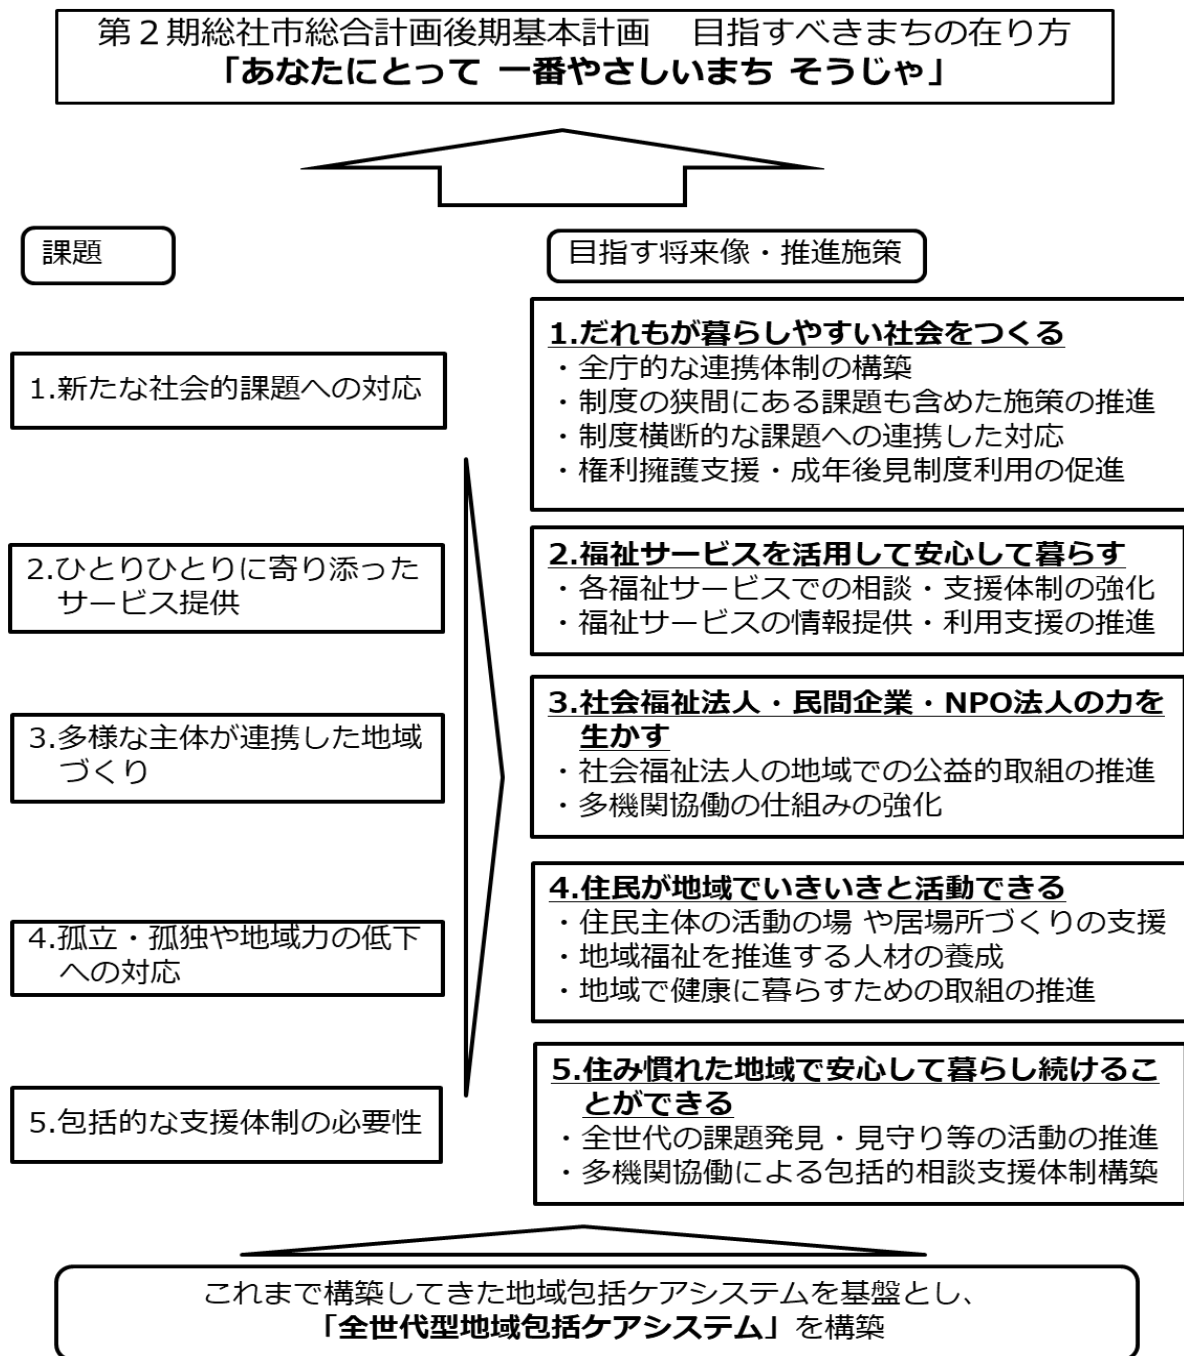 第２期総社市総合計画後期基本計画　目指すべきまちの在り方
「あなたにとって 一番やさしいまち そうじゃ」
課題
目指す将来像・推進施策
1.新たな社会的課題への対応
1.だれもが暮らしやすい社会をつくる
・全庁的な連携体制の構築
・制度の狭間にある課題も含めた施策の推進
・制度横断的な課題への連携した対応
・権利擁護支援・成年後見制度利用の促進
2.ひとりひとりに寄り添った
サービス提供
2.福祉サービスを活用して安心して暮らす
・各福祉サービスでの相談・支援体制の強化
・福祉サービスの情報提供・利用支援の推進
3.多様な主体が連携した地域
づくり
3.社会福祉法人・民間企業・NPO法人の力を
生かす
・社会福祉法人の地域での公益的取組の推進
・多機関協働の仕組みの強化
4.孤立・孤独や地域力の低下
への対応
4.住民が地域でいきいきと活動できる
・住民主体の活動の場 や居場所づくりの支援
・地域福祉を推進する人材の養成
・地域で健康に暮らすための取組の推進
5.包括的な支援体制の必要性
5.住み慣れた地域で安心して暮らし続けるこ
とができる
・全世代の課題発見・見守り等の活動の推進
・多機関協働による包括的相談支援体制構築
これまで構築してきた地域包括ケアシステムを基盤とし、
「全世代型地域包括ケアシステム」を構築